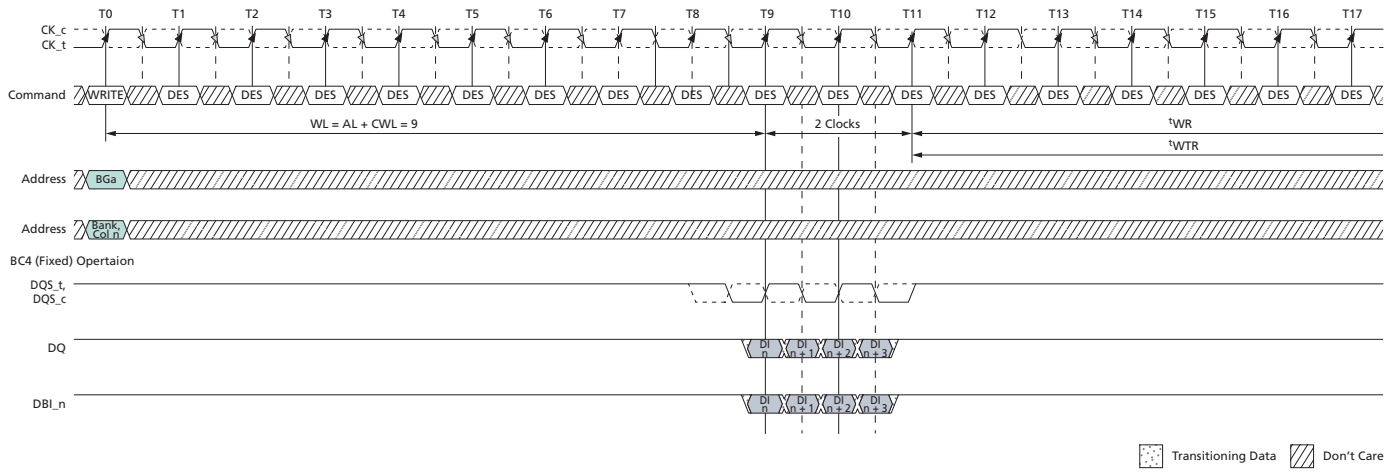 T0 T1 T2 T3 T4 T5 T6 T7 T8 T9 T10 T11 T12 T13 T14 T15 T16 T17
CK_c
CK_t
Command WRITE DES DES DES DES DES DES DES DES DES DES DES DES DES DES DES DES DES
WL = AL + CWL = 9 2 Clocks tWR
tWTR
Address BGa
Address Bank, Col n
BC4 (Fixed) Opertaion
DQS_t,
DQS_c
DQ DI n DI n + 1 DI n + 2 DI n + 3
DBI_n DI n DI n + 1 DI n + 2 DI n + 3
Transitioning Data Don't Care